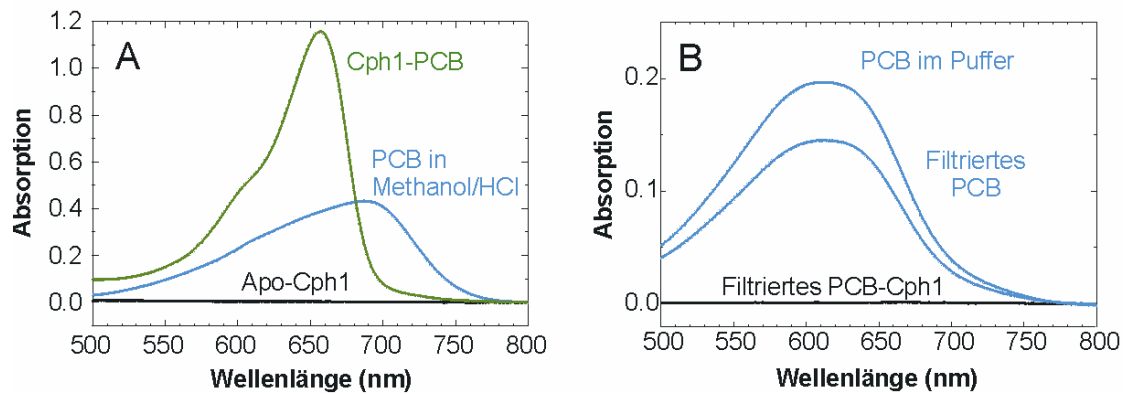 A
Cph1-PCB
PCB in
Methanol/HCl
Apo-Cph1
Absorption
1.2
1.0
0.8
0.6
0.4
0.2
0.0
500 550 600 650 700 750 800
Wellenlänge (nm)
B
PCB im Puffer
Filtriertes
PCB
Filtriertes PCB-Cph1
Absorption
0.2
0.1
0.0
500 550 600 650 700 750 800
Wellenlänge (nm)